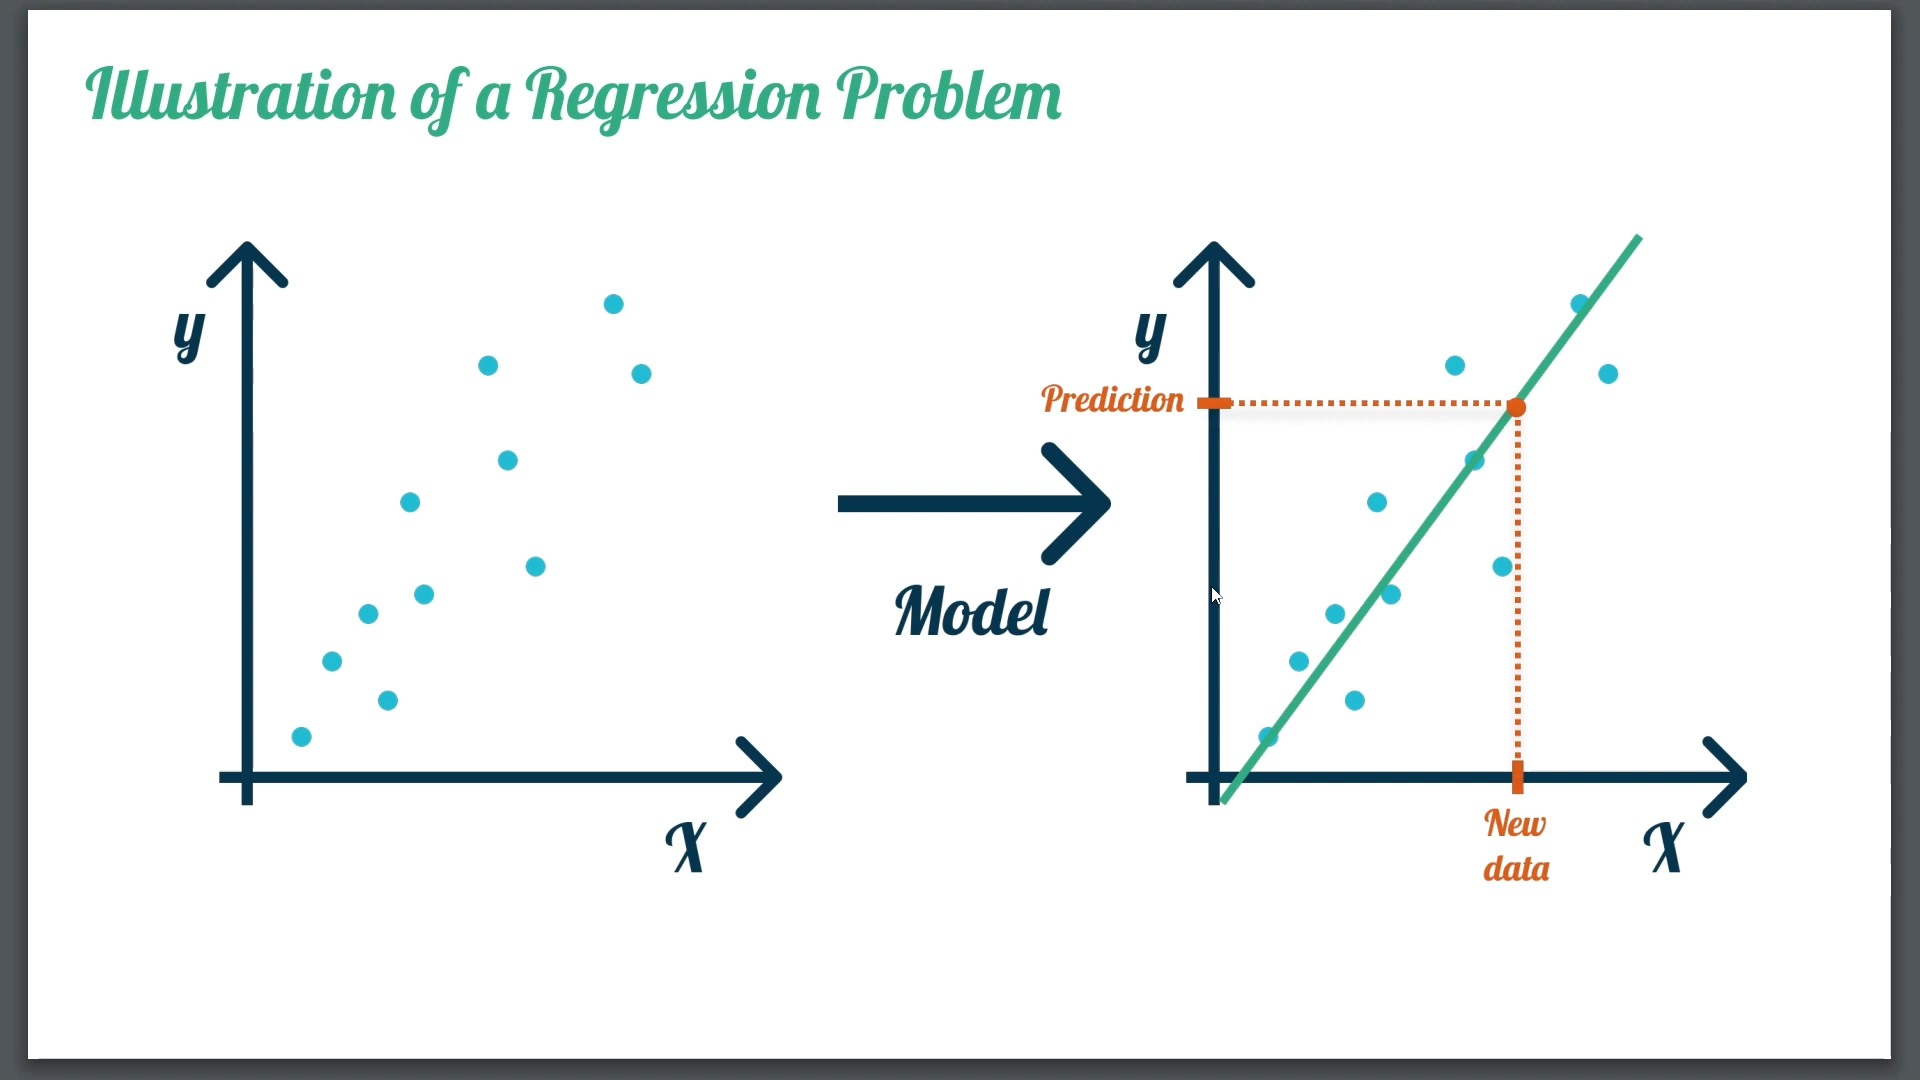 Illustration of a Regression Problem
y
X
Model
y
Prediction
New
data
X